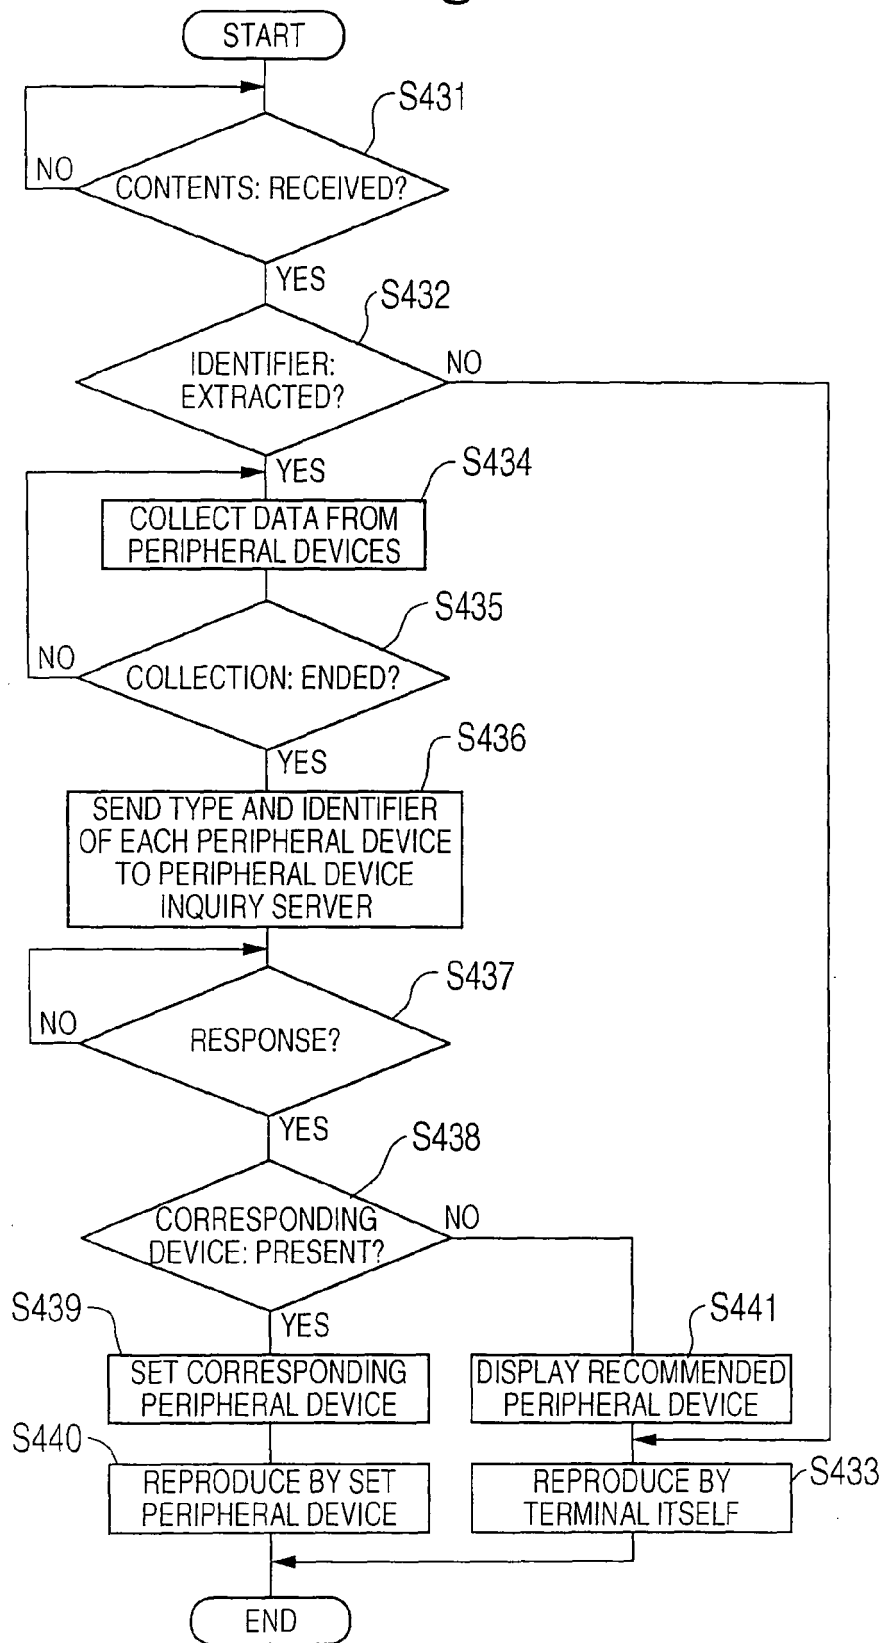 START
S431
NO
CONTENTS: RECEIVED?
YES
S432
IDENTIFIER:
EXTRACTED?
NO
YES
S434
COLLECT DATA FROM
PERIPHERAL DEVICES
S435
NO
COLLECTION: ENDED?
YES
S436
SEND TYPE AND IDENTIFIER
OF EACH PERIPHERAL DEVICE
TO PERIPHERAL DEVICE
INQUIRY SERVER
S437
NO
RESPONSE?
YES
S438
CORRESPONDING
DEVICE: PRESENT?
NO
YES
S439
SET CORRESPONDING
PERIPHERAL DEVICE
S441
DISPLAY RECOMMENDED
PERIPHERAL DEVICE
S440
REPRODUCE BY SET
PERIPHERAL DEVICE
S433
REPRODUCE BY
TERMINAL ITSELF
END